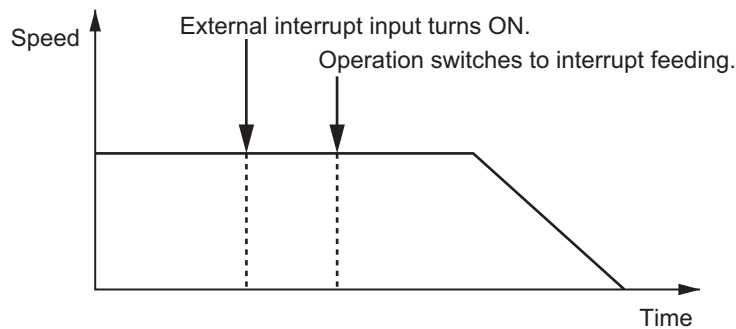 External interrupt input turns ON.
Speed
Operation switches to interrupt feeding.
Time